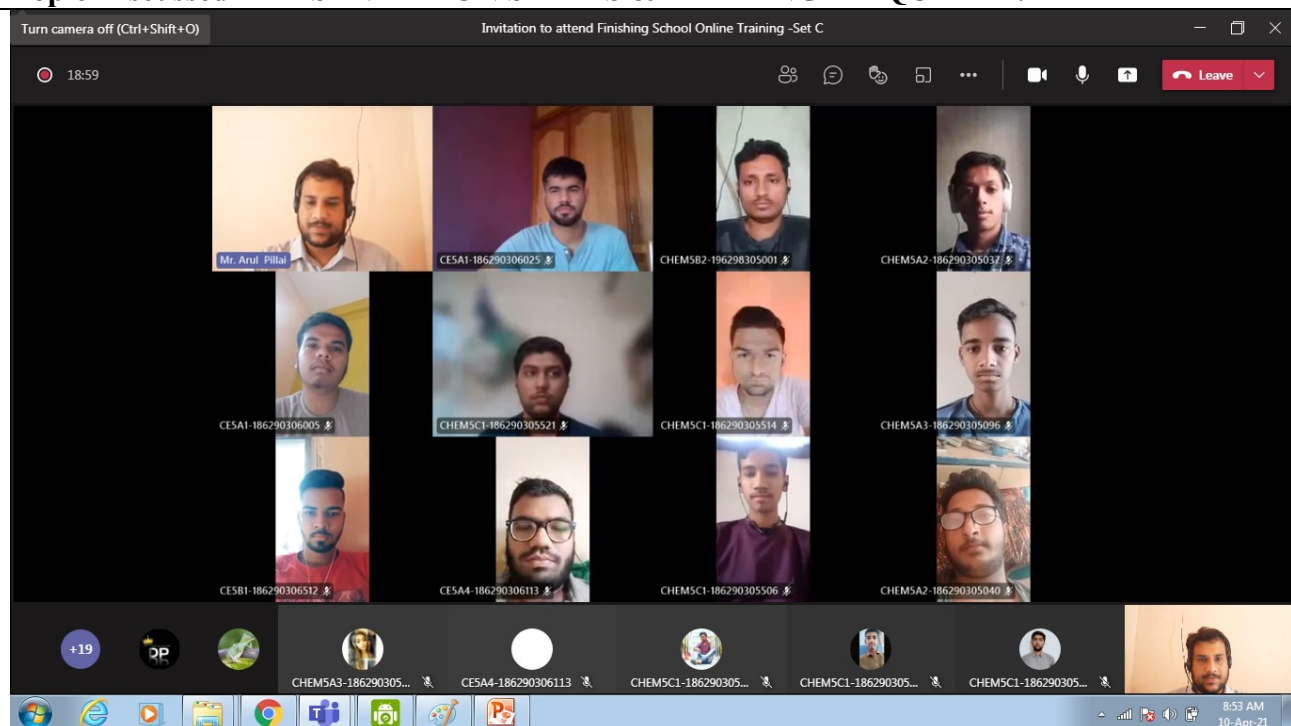 Turn camera off (Ctrl+Shift+O)
Invitation to attend Finishing School Online Training -Set C
18:59
Leave
Mr. Arul Pillai
CE5A1-186290306025
CHEM5B2-196298305001
CHEM5A2-186290305037
CE5A1-186290306005
CHEM5C1-186290305521
CHEM5C1-186290305514
CHEM5A3-186290305096
CE5B1-186290306512
CE5A4-186290306113
CHEM5C1-186290305506
CHEM5A2-186290305040
+19
CHEM5A3-186290305...
CE5A4-186290306113
CHEM5C1-186290305...
CHEM5C1-186290305...
CHEM5C1-186290305...
8:53 AM
10-Apr-21